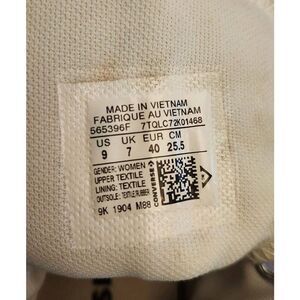 MADE IN VIETNAM
FABRIQUE AU VIETNAM
565396F 7TQLC72K01468
US UK EUR CM
9 7 40 25.5
GENDER: WOMEN
UPPER TEXTILE
LINING: TEXTILE
OUTSOLE: TEXTILE/RUBBER
CONVERSE
9K 1904 M88